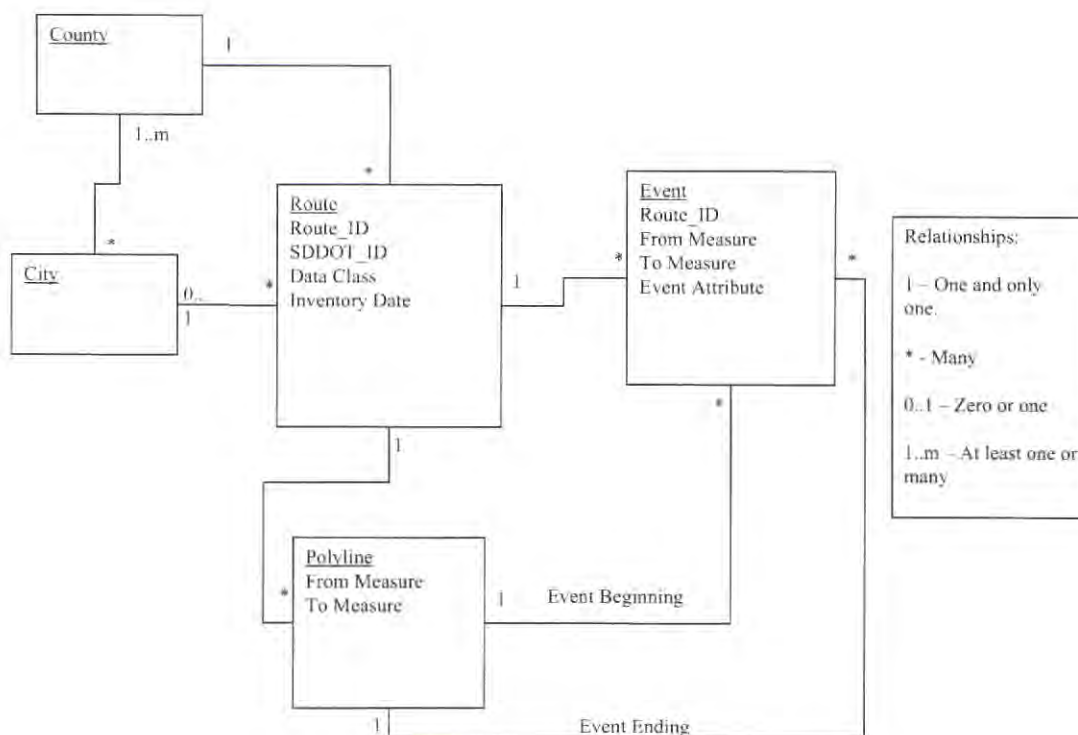 County
1
1..m
*
*
City
0..
1
*
Route
Route_ID
SDDOT_ID
Data Class
Inventory Date
1
1
*
Event
Route_ID
From Measure
To Measure
Event Attribute
*
*
Relationships:
1 – One and only
one.
* - Many
0..1 – Zero or one
1..m – At least one or
many
Polyline
From Measure
To Measure
*
1
Event Beginning
1
Event Ending